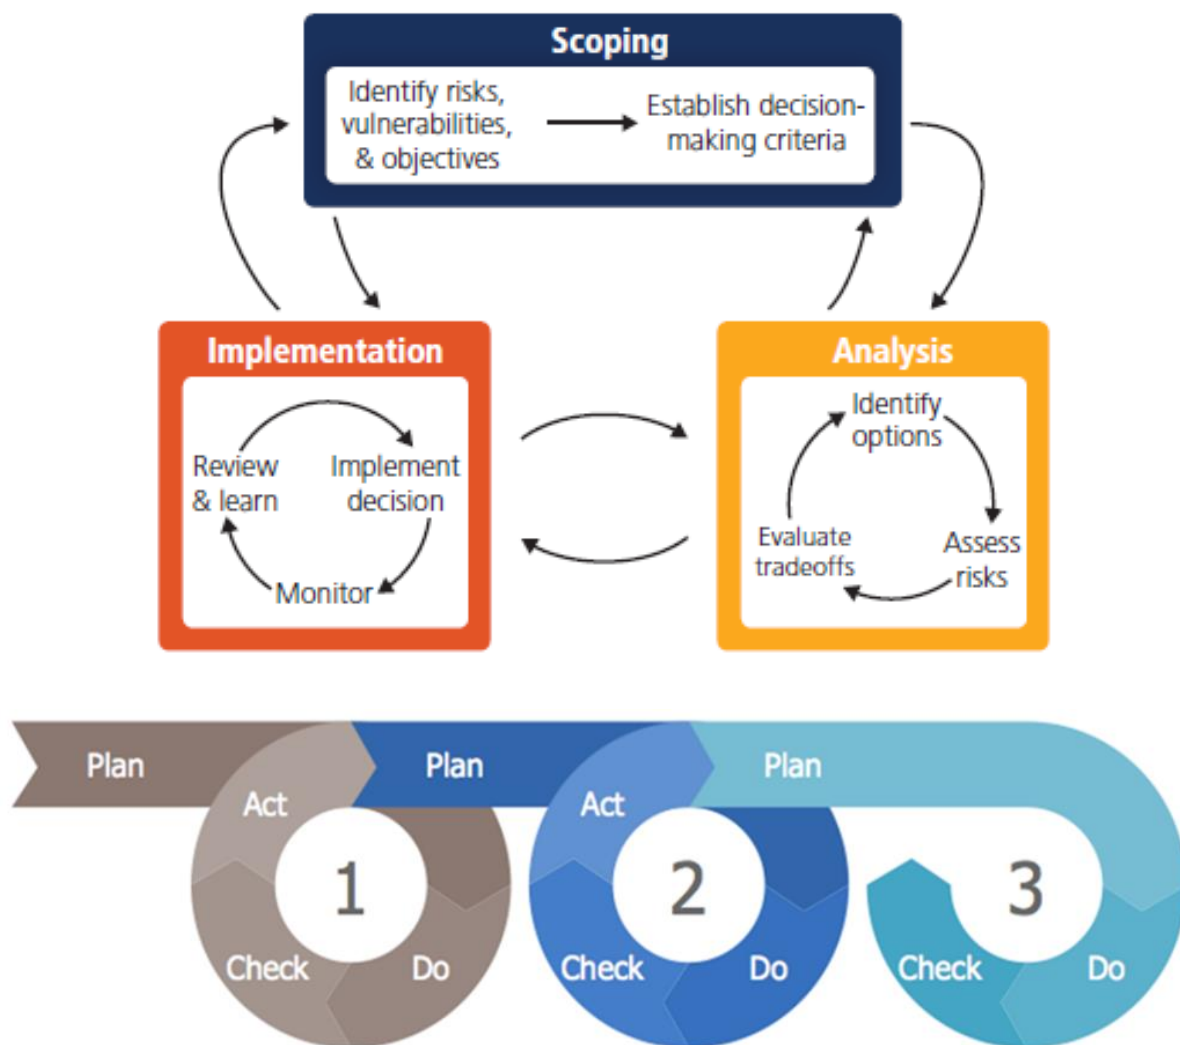 Scoping
Identify risks,
vulnerabilities,
& objectives
Establish decision-
making criteria
Implementation
Review
& learn
Implement
decision
Monitor
Analysis
Identify
options
Evaluate
tradeoffs
Assess
risks
Plan
Plan
Plan
Act
Act
1
2
3
Check
Do
Check
Do
Check
Do